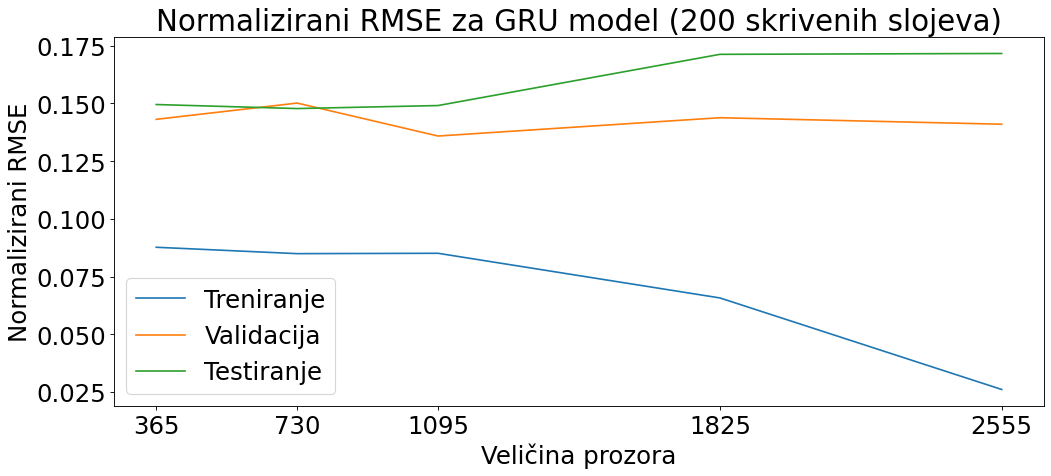 Normalizirani RMSE za GRU model (200 skrivenih slojeva)
Normalizirani RMSE
0.175
0.150
0.125
0.100
0.075
0.050
0.025
Treniranje
Validacija
Testiranje
365 730 1095 1825 2555
Veličina prozora